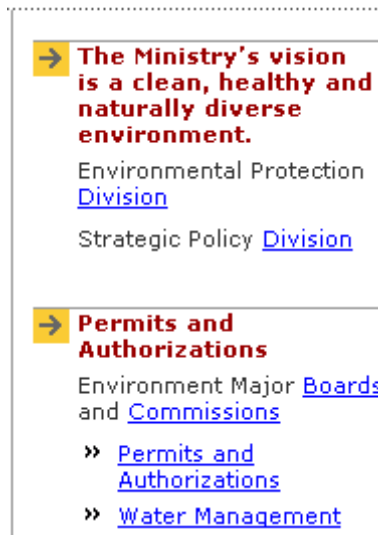 The Ministry's vision
is a clean, healthy and
naturally diverse
environment.
Environmental Protection
Division
Strategic Policy Division
Permits and
Authorizations
Environment Major Boards
and Commissions
» Permits and
Authorizations
» Water Management